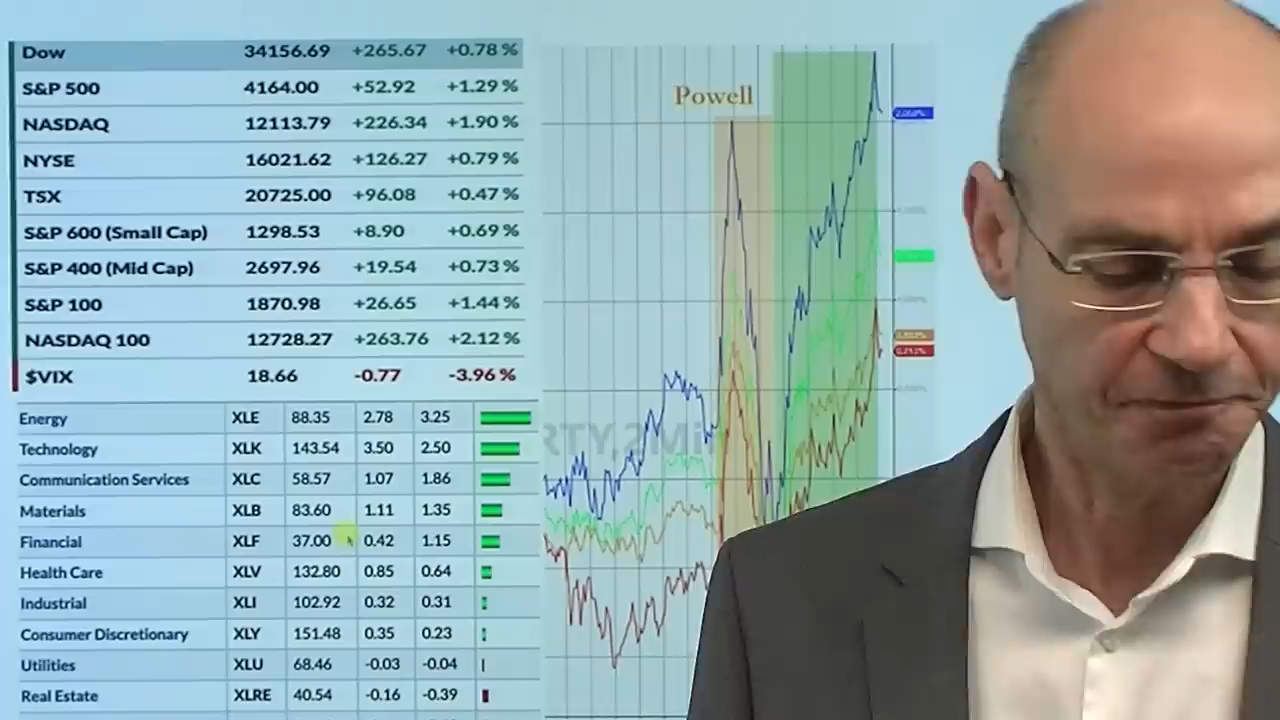 Dow 34156.69 +265.67 +0.78 %
S&P 500 4164.00 +52.92 +1.29 %
NASDAQ 12113.79 +226.34 +1.90 %
NYSE 16021.62 +126.27 +0.79 %
TSX 20725.00 +96.08 +0.47 %
S&P 600 (Small Cap) 1298.53 +8.90 +0.69 %
S&P 400 (Mid Cap) 2697.96 +19.54 +0.73 %
S&P 100 1870.98 +26.65 +1.44 %
NASDAQ 100 12728.27 +263.76 +2.12 %
$VIX 18.66 -0.77 -3.96 %
Energy XLE 88.35 2.78 3.25
Technology XLK 143.54 3.50 2.50
Communication Services XLC 58.57 1.07 1.86
Materials XLB 83.60 1.11 1.35
Financial XLF 37.00 0.42 1.15
Health Care XLV 132.80 0.85 0.64
Industrial XLI 102.92 0.32 0.31
Consumer Discretionary XLY 151.48 0.35 0.23
Utilities XLU 68.46 -0.03 -0.04
Real Estate XLRE 40.54 -0.16 -0.39
Powell